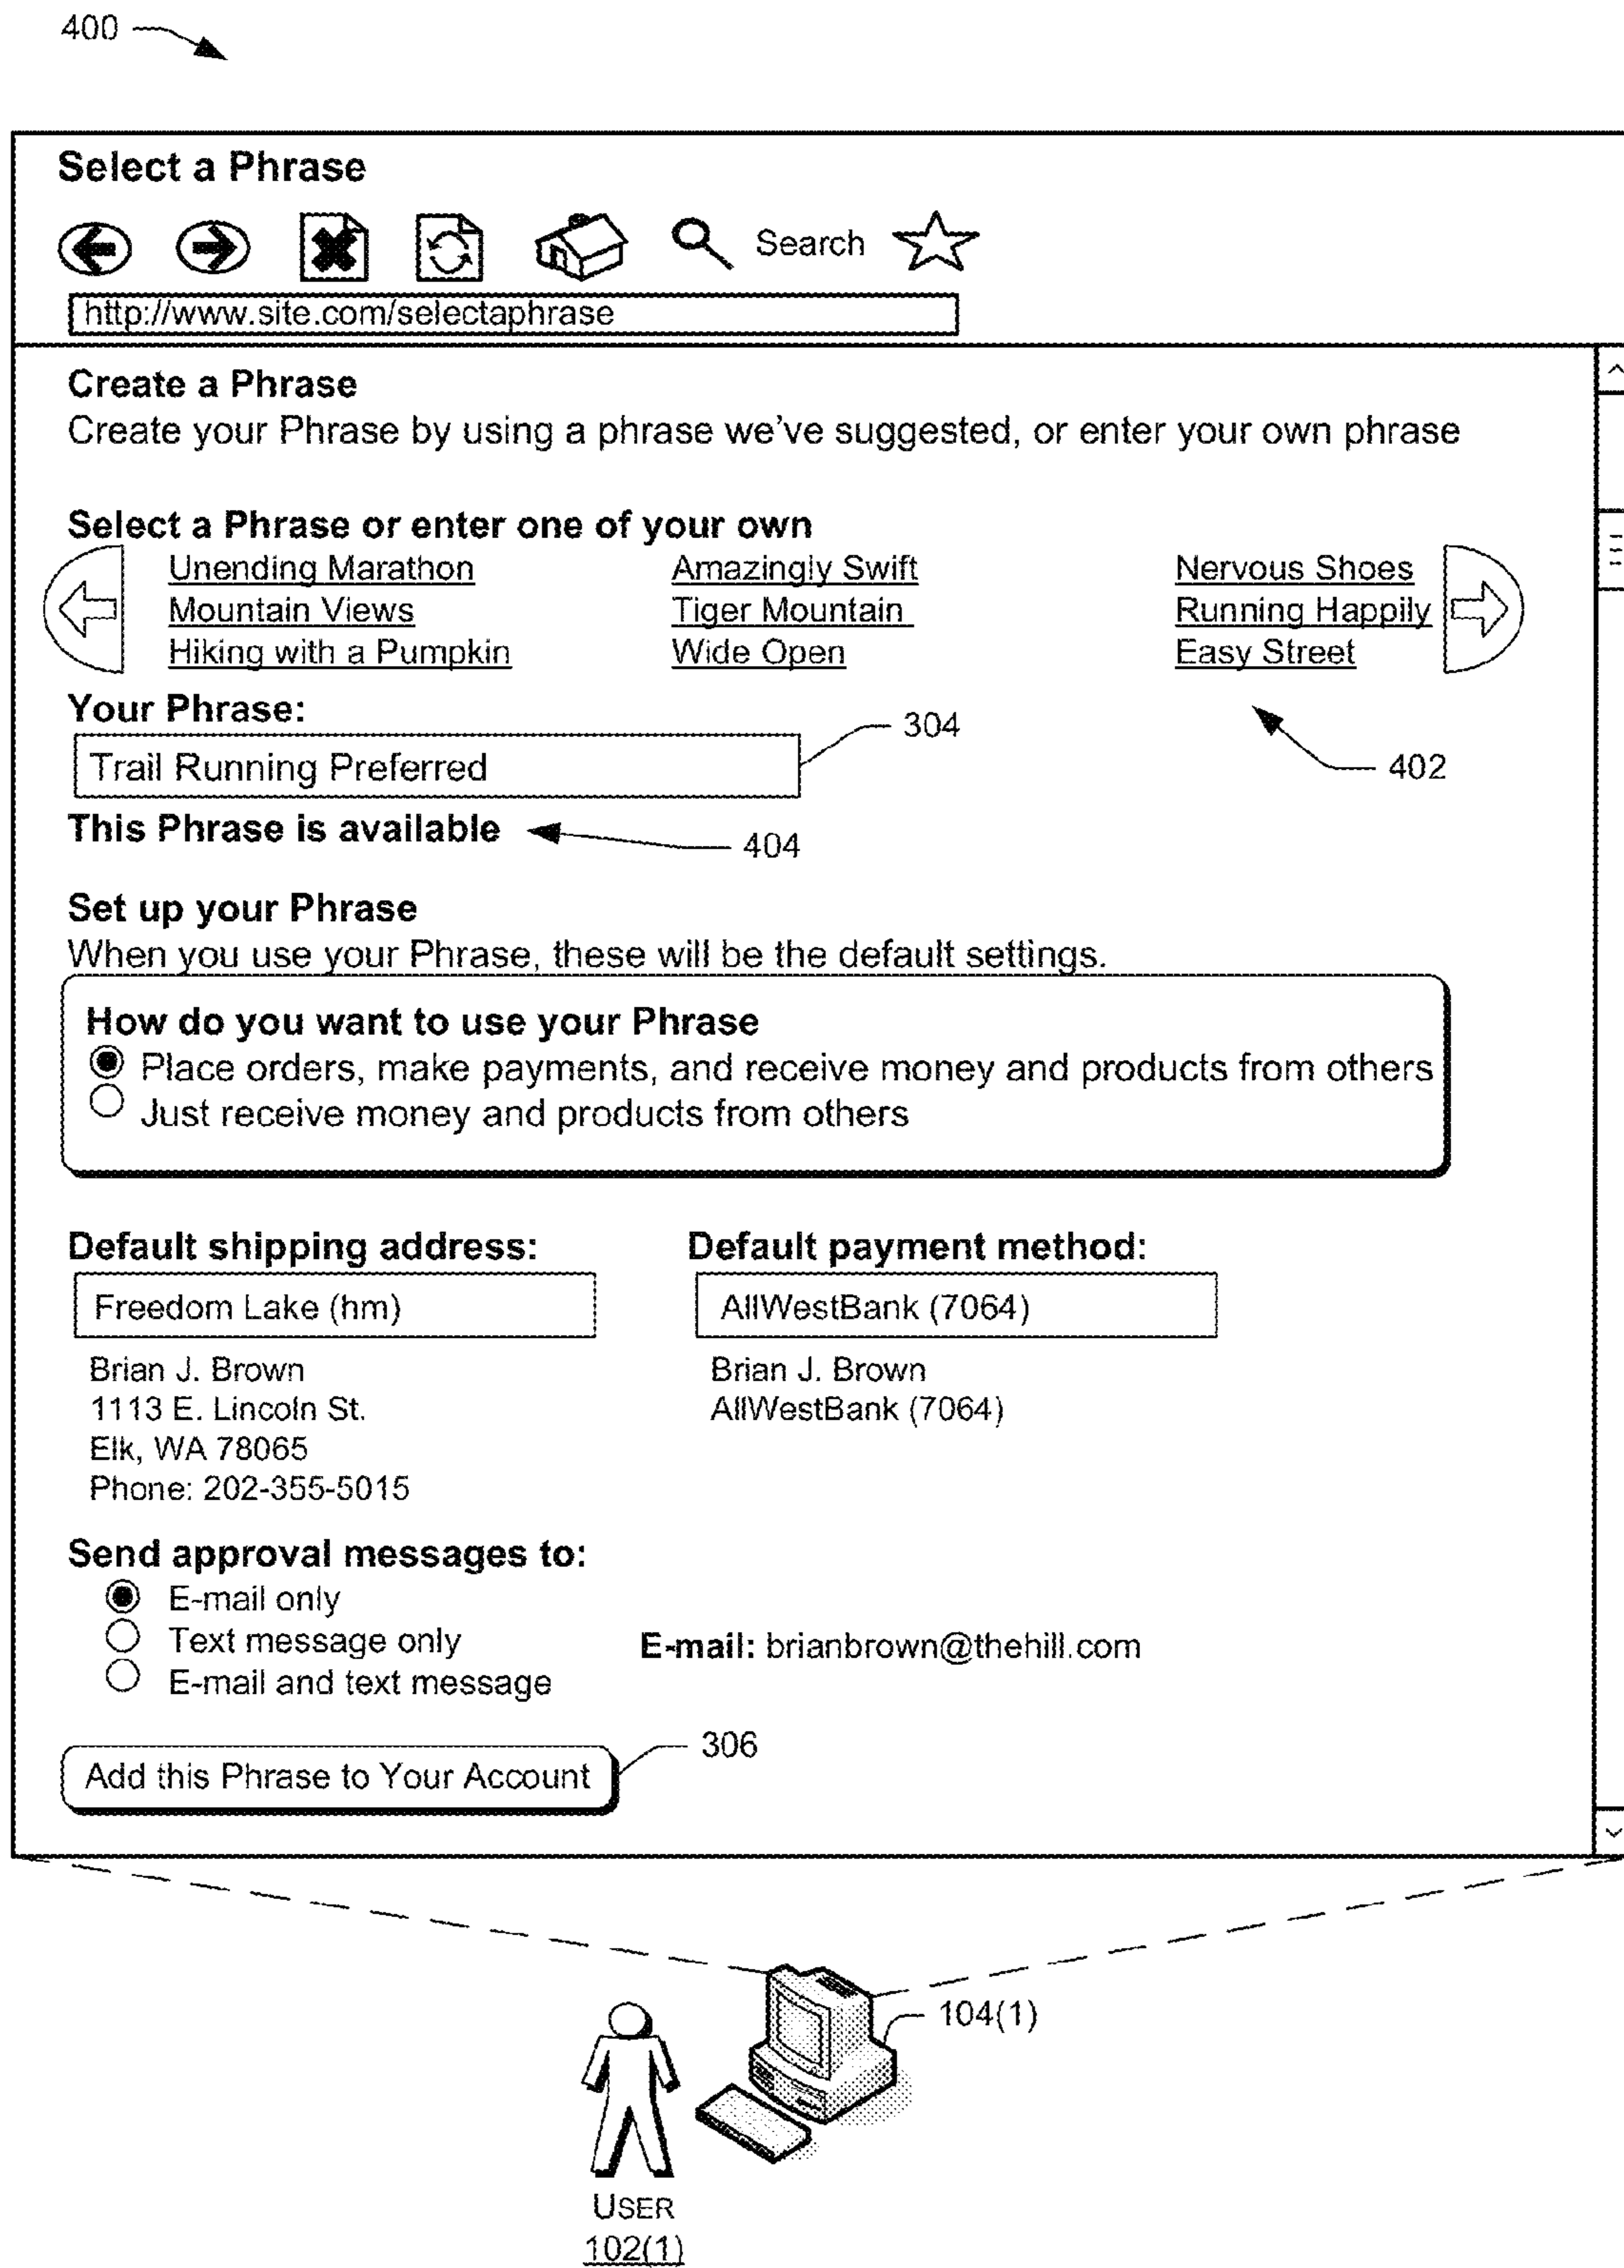 400
Select a Phrase
Search
http://www.site.com/selectaphrase
Create a Phrase
Create your Phrase by using a phrase we've suggested, or enter your own phrase
Select a Phrase or enter one of your own
Unending Marathon Amazingly Swift Nervous Shoes
Mountain Views Tiger Mountain Running Happily
Hiking with a Pumpkin Wide Open Easy Street
Your Phrase:
304
Trail Running Preferred
402
This Phrase is available
404
Set up your Phrase
When you use your Phrase, these will be the default settings.
How do you want to use your Phrase
Place orders, make payments, and receive money and products from others
Just receive money and products from others
Default shipping address: Default payment method:
Freedom Lake (hm) AllWestBank (7064)
Brian J. Brown Brian J. Brown
1113 E. Lincoln St. AllWestBank (7064)
Elk, WA 78065
Phone: 202-355-5015
Send approval messages to:
E-mail only
Text message only E-mail: brianbrown@thehill.com
E-mail and text message
306
Add this Phrase to Your Account
104(1)
USER
102(1)